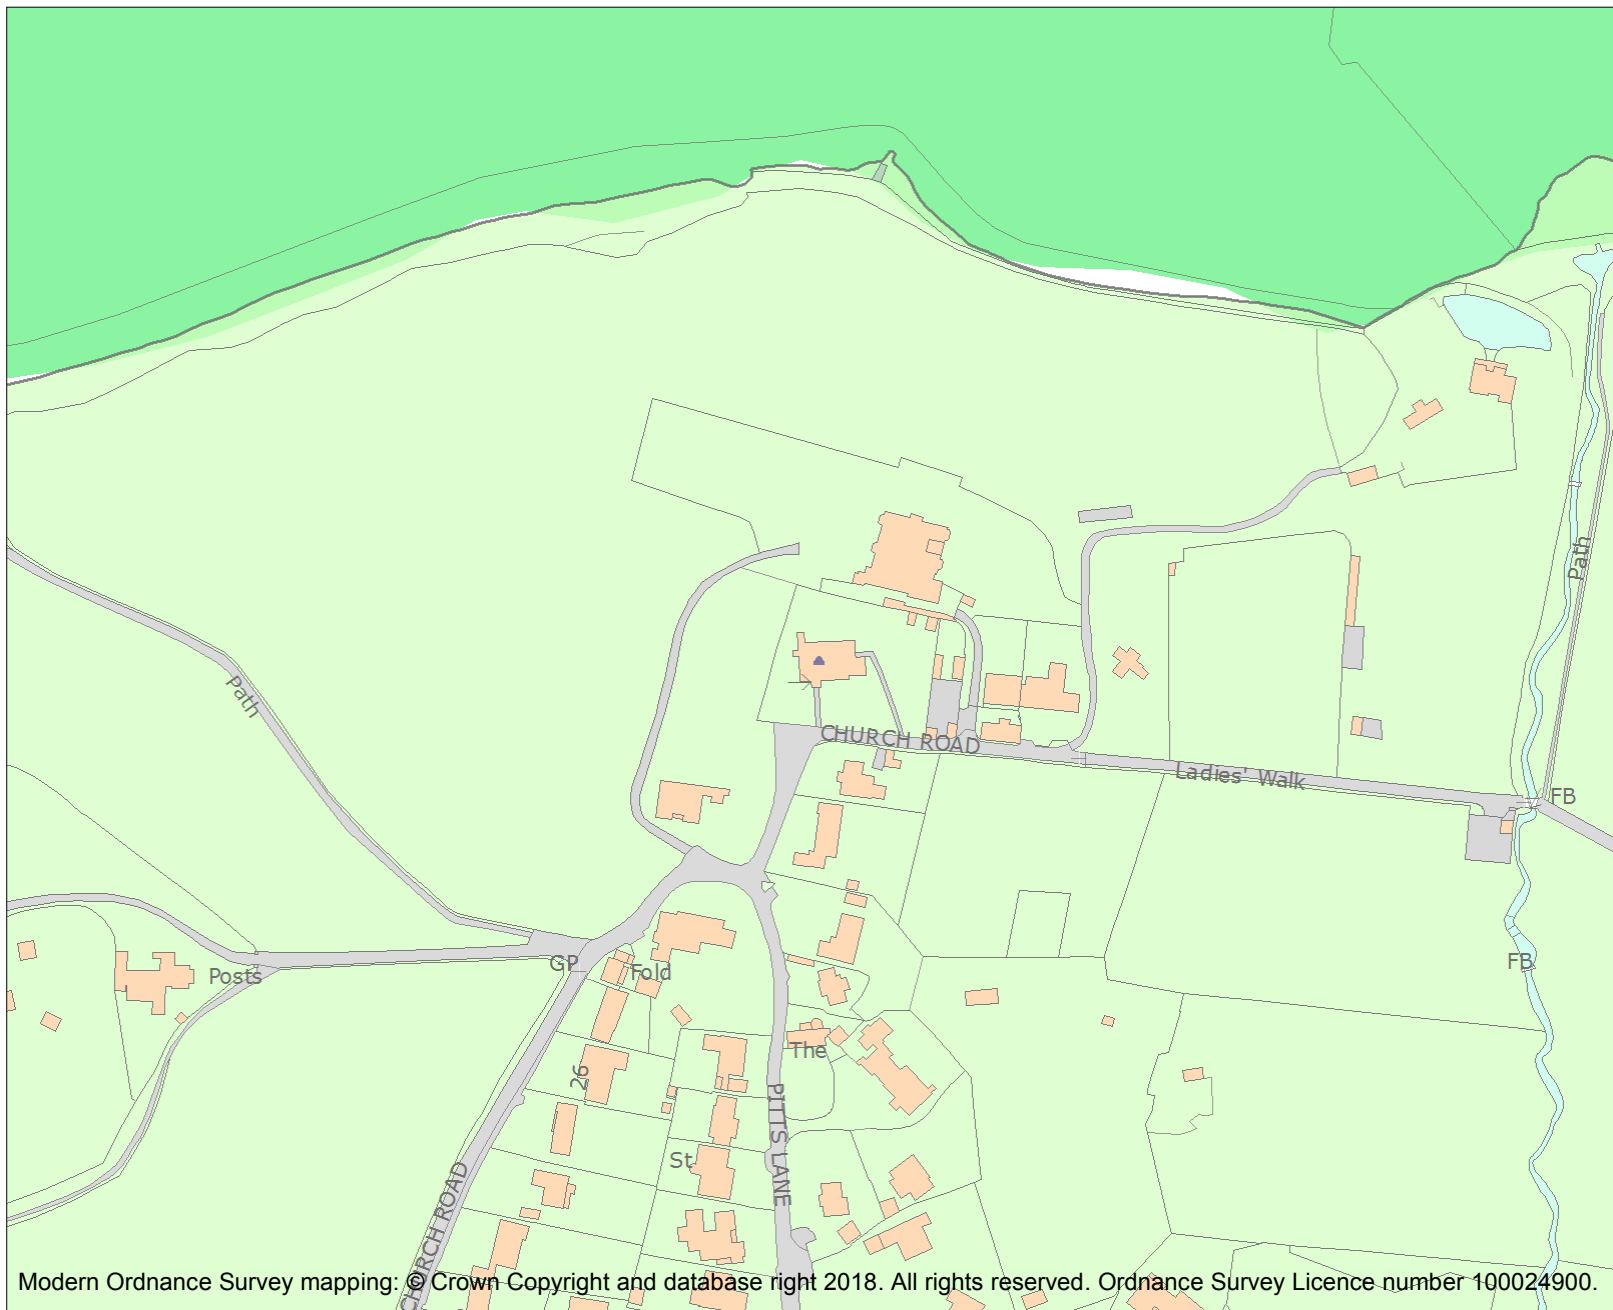 Path
Path
CHURCH ROAD
Ladies' Walk
FB
GP
Fold
Posts
FB
The
26
PITTS LANE
St
CHURCH ROAD
Modern Ordnance Survey mapping: © Crown Copyright and database right 2018. All rights reserved. Ordnance Survey Licence number 100024900.